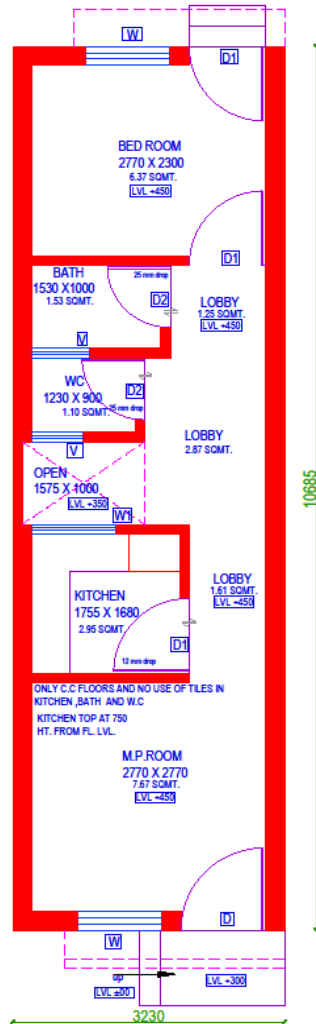 W
D1
BED ROOM
2770 X 2300
6.37 SQMT.
LVL +450
D1
BATH
1530 X1000
1.53 SQMT.
25 mm drop
D2
LOBBY
1.25 SQMT.
LVL +450
V
WC
1230 X 900
1.10 SQMT.
D2
25 mm drop
LOBBY
2.87 SQMT.
V
OPEN
1575 X 1000
LVL +350
W1
10685
KITCHEN
1755 X 1680
2.95 SQMT.
LOBBY
1.61 SQMT.
LVL +450
D1
12 mm drop
ONLY C.C FLOORS AND NO USE OF TILES IN
KITCHEN ,BATH AND W.C
KITCHEN TOP AT 750
HT. FROM FL. LVL.
M.P.ROOM
2770 X 2770
7.67 SQMT.
LVL +450
W
D
up
LVL ±00
LVL +300
3230